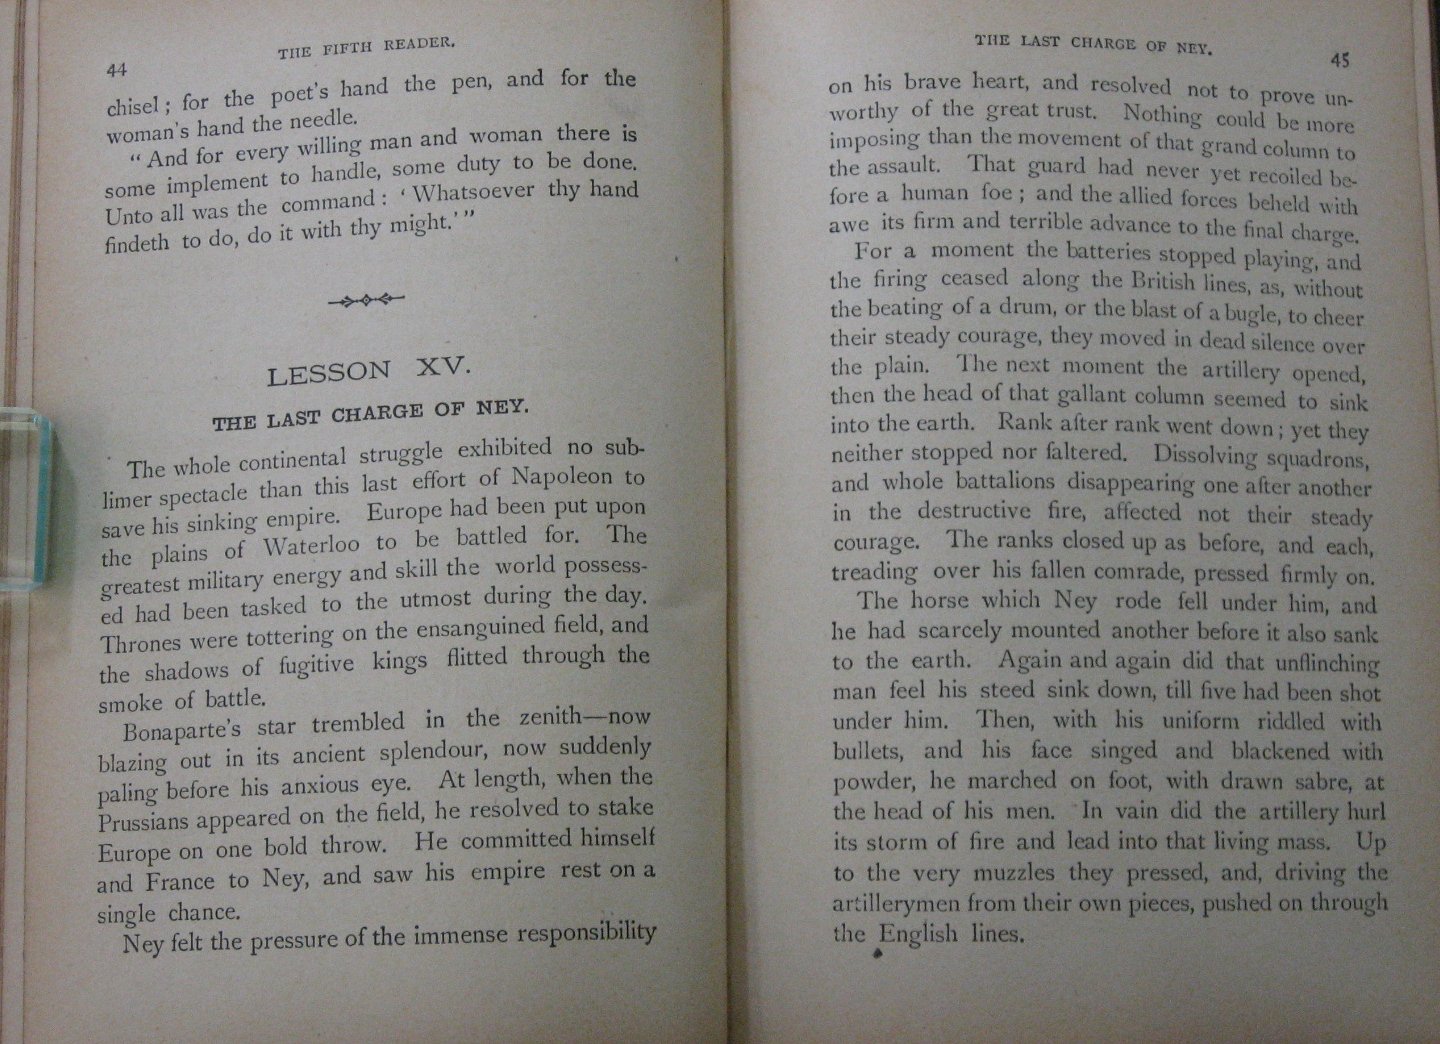 44
THE FIFTH READER.
chisel; for the poet's hand the pen, and for the
woman's hand the needle.
"And for every willing man and woman there is
some implement to handle, some duty to be done.
Unto all was the command: 'Whatsoever thy hand
findeth to do, do it with thy might.'"
LESSON XV.
THE LAST CHARGE OF NEY.
The whole continental struggle exhibited no sub-
limer spectacle than this last effort of Napoleon to
save his sinking empire. Europe had been put upon
the plains of Waterloo to be battled for. The
greatest military energy and skill the world possess-
ed had been tasked to the utmost during the day.
Thrones were tottering on the ensanguined field, and
the shadows of fugitive kings flitted through the
smoke of battle.
Bonaparte's star trembled in the zenith—now
blazing out in its ancient splendour, now suddenly
paling before his anxious eye. At length, when the
Prussians appeared on the field, he resolved to stake
Europe on one bold throw. He committed himself
and France to Ney, and saw his empire rest on a
single chance.
Ney felt the pressure of the immense responsibility
THE LAST CHARGE OF NEY.
45
on his brave heart, and resolved not to prove un-
worthy of the great trust. Nothing could be more
imposing than the movement of that grand column to
the assault. That guard had never yet recoiled be-
fore a human foe; and the allied forces beheld with
awe its firm and terrible advance to the final charge.
For a moment the batteries stopped playing, and
the firing ceased along the British lines, as, without
the beating of a drum, or the blast of a bugle, to cheer
their steady courage, they moved in dead silence over
the plain. The next moment the artillery opened,
then the head of that gallant column seemed to sink
into the earth. Rank after rank went down; yet they
neither stopped nor faltered. Dissolving squadrons,
and whole battalions disappearing one after another
in the destructive fire, affected not their steady
courage. The ranks closed up as before, and each,
treading over his fallen comrade, pressed firmly on.
The horse which Ney rode fell under him, and
he had scarcely mounted another before it also sank
to the earth. Again and again did that unflinching
man feel his steed sink down, till five had been shot
under him. Then, with his uniform riddled with
bullets, and his face singed and blackened with
powder, he marched on foot, with drawn sabre, at
the head of his men. In vain did the artillery hurl
its storm of fire and lead into that living mass. Up
to the very muzzles they pressed, and, driving the
artillerymen from their own pieces, pushed on through
the English lines.